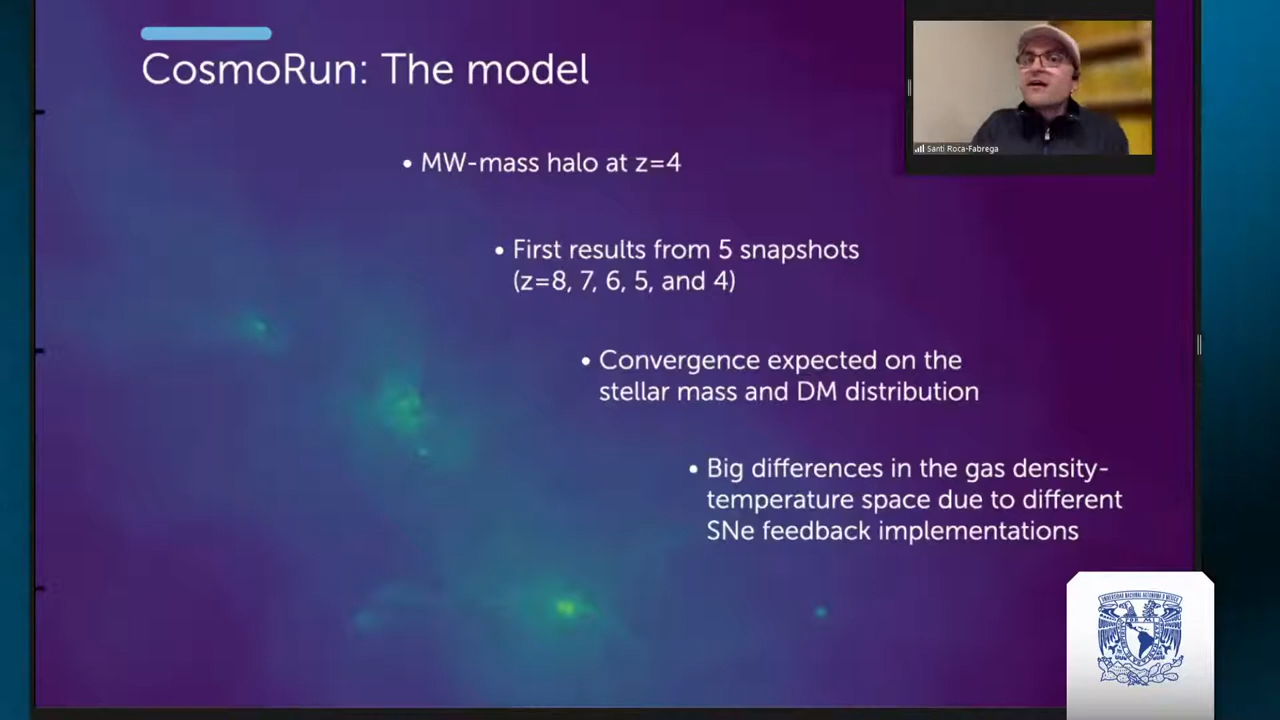 CosmoRun: The model
Santi Roca-Fabrega
• MW-mass halo at z=4
• First results from 5 snapshots
(z=8, 7, 6, 5, and 4)
• Convergence expected on the
stellar mass and DM distribution
• Big differences in the gas density-
temperature space due to different
SNe feedback implementations